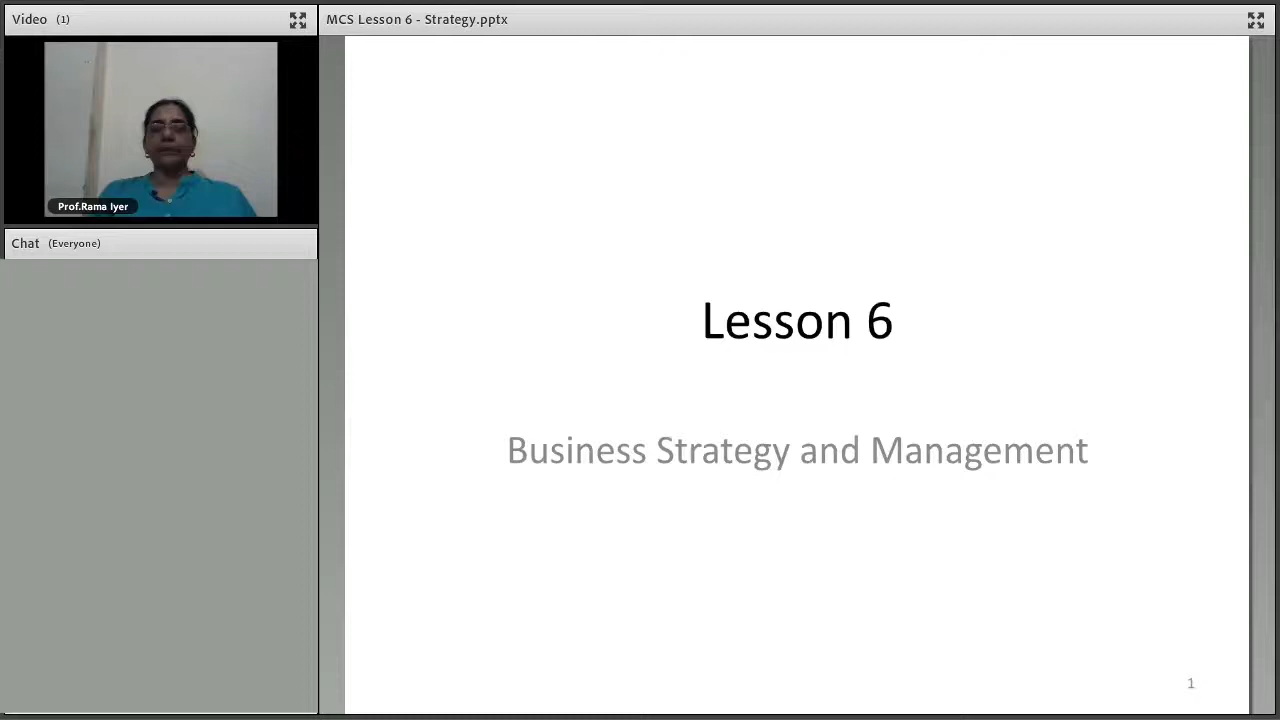 Video (1)
MCS Lesson 6 - Strategy.pptx
Prof.Rama Iyer
Chat (Everyone)
Lesson 6
Business Strategy and Management
1